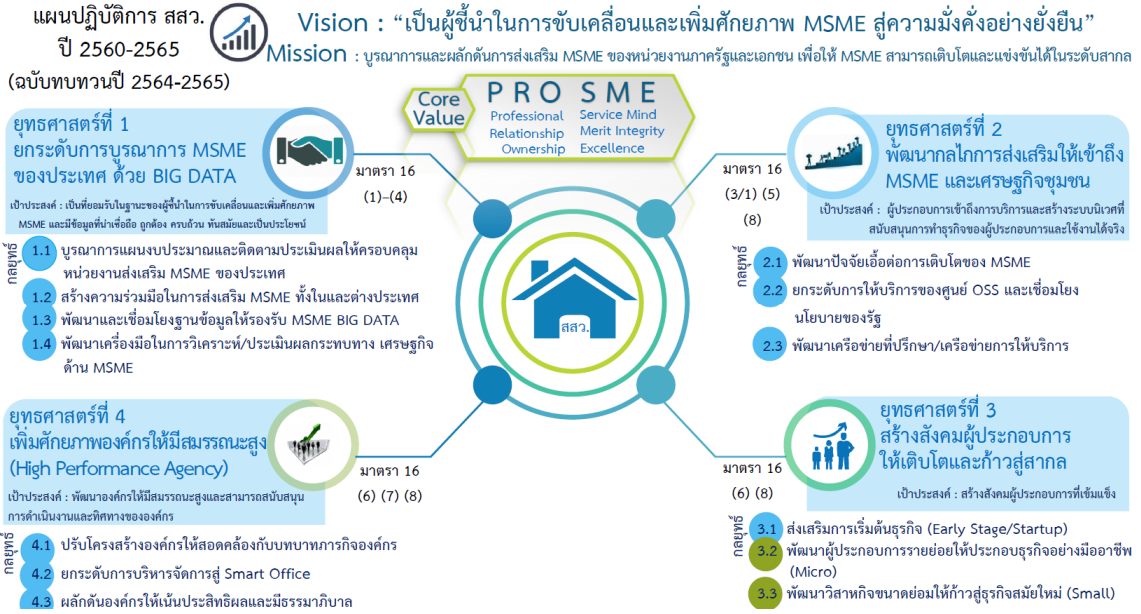 แผนปฏิบัติการ สสว.
ปี 2560-2565
(ฉบับทบทวนปี 2564-2565)
Vision : “เป็นผู้ชี้นำในการขับเคลื่อนและเพิ่มศักยภาพ MSME สู่ความมั่งคั่งอย่างยั่งยืน”
Mission : บูรณาการและผลักดันการส่งเสริม MSME ของหน่วยงานภาครัฐและเอกชน เพื่อให้ MSME สามารถเติบโตและแข่งขันได้ในระดับสากล
Core
Value
PRO SME
Professional Service Mind
Relationship Merit Integrity
Ownership Excellence
ยุทธศาสตร์ที่ 1
ยกระดับการบูรณาการ MSME
ของประเทศ ด้วย BIG DATA
เป้าประสงค์ : เป็นที่ยอมรับในฐานะของผู้ชี้นำในการขับเคลื่อนและเพิ่มศักยภาพ
MSME และมีข้อมูลที่น่าเชื่อถือ ถูกต้อง ครบถ้วน ทันสมัยและเป็นประโยชน์
มาตรา 16
(1)–(4)
กลยุทธ์
1.1 บูรณาการแผนงบประมาณและติดตามประเมินผลให้ครอบคลุม
หน่วยงานส่งเสริม MSME ของประเทศ
1.2 สร้างความร่วมมือในการส่งเสริม MSME ทั้งในและต่างประเทศ
1.3 พัฒนาและเชื่อมโยงฐานข้อมูลให้รองรับ MSME BIG DATA
1.4 พัฒนาเครื่องมือในการวิเคราะห์/ประเมินผลกระทบทาง เศรษฐกิจ
ด้าน MSME
ยุทธศาสตร์ที่ 2
พัฒนากลไกการส่งเสริมให้เข้าถึง
MSME และเศรษฐกิจชุมชน
เป้าประสงค์ : ผู้ประกอบการเข้าถึงการบริการและสร้างระบบนิเวศที่
สนับสนุนการทำธุรกิจของผู้ประกอบการและใช้งานได้จริง
มาตรา 16
(3/1) (5)
(8)
กลยุทธ์
2.1 พัฒนาปัจจัยเอื้อต่อการเติบโตของ MSME
2.2 ยกระดับการให้บริการของศูนย์ OSS และเชื่อมโยง
นโยบายของรัฐ
2.3 พัฒนาเครือข่ายที่ปรึกษา/เครือข่ายการให้บริการ
สสว.
ยุทธศาสตร์ที่ 4
เพิ่มศักยภาพองค์กรให้มีสมรรถนะสูง
(High Performance Agency)
เป้าประสงค์ : พัฒนาองค์กรให้มีสมรรถนะสูงและสามารถสนับสนุน
การดำเนินงานและทิศทางขององค์กร
มาตรา 16
(6) (7) (8)
กลยุทธ์
4.1 ปรับโครงสร้างองค์กรให้สอดคล้องกับบทบาทภารกิจองค์กร
4.2 ยกระดับการบริหารจัดการสู่ Smart Office
4.3 ผลักดันองค์กรให้เน้นประสิทธิผลและมีธรรมาภิบาล
ยุทธศาสตร์ที่ 3
สร้างสังคมผู้ประกอบการ
ให้เติบโตและก้าวสู่สากล
เป้าประสงค์ : สร้างสังคมผู้ประกอบการที่เข้มแข็ง
มาตรา 16
(6) (8)
กลยุทธ์
3.1 ส่งเสริมการเริ่มต้นธุรกิจ (Early Stage/Startup)
3.2 พัฒนาผู้ประกอบการรายย่อยให้ประกอบธุรกิจอย่างมืออาชีพ
(Micro)
3.3 พัฒนาวิสาหกิจขนาดย่อมให้ก้าวสู่ธุรกิจสมัยใหม่ (Small)